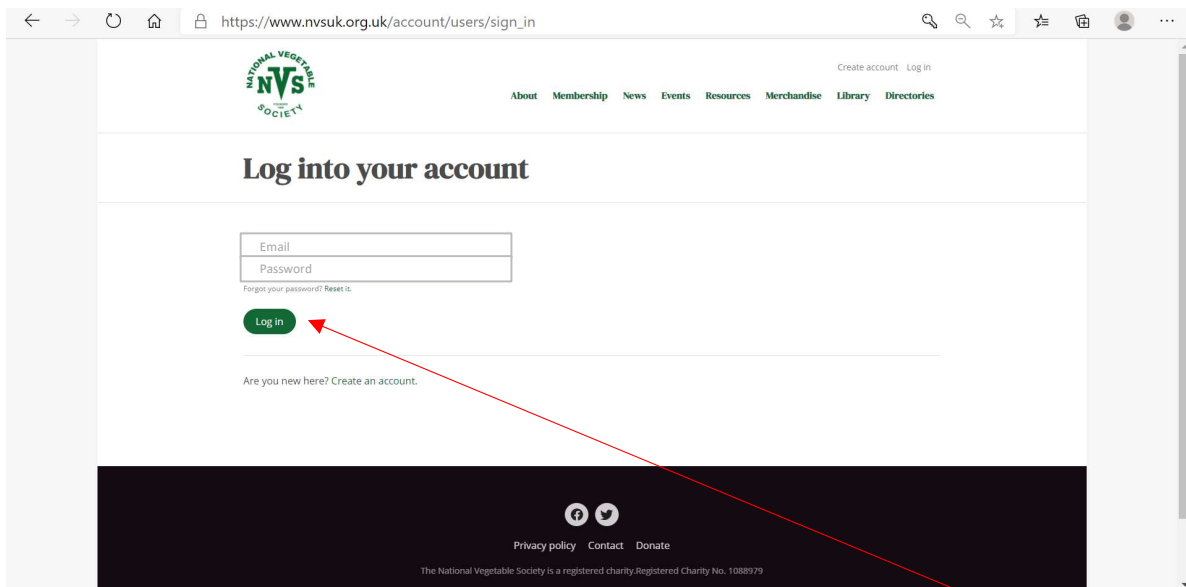 https://www.nvsuk.org.uk/account/users/sign_in
NATIONAL VEGETABLE
NVS
SOCIETY
Create account Log in
About Membership News Events Resources Merchandise Library Directories
Log into your account
Email
Password
Forgot your password? Reset it.
Log in
Are you new here? Create an account.
Privacy policy Contact Donate
The National Vegetable Society is a registered charity.Registered Charity No. 1088979